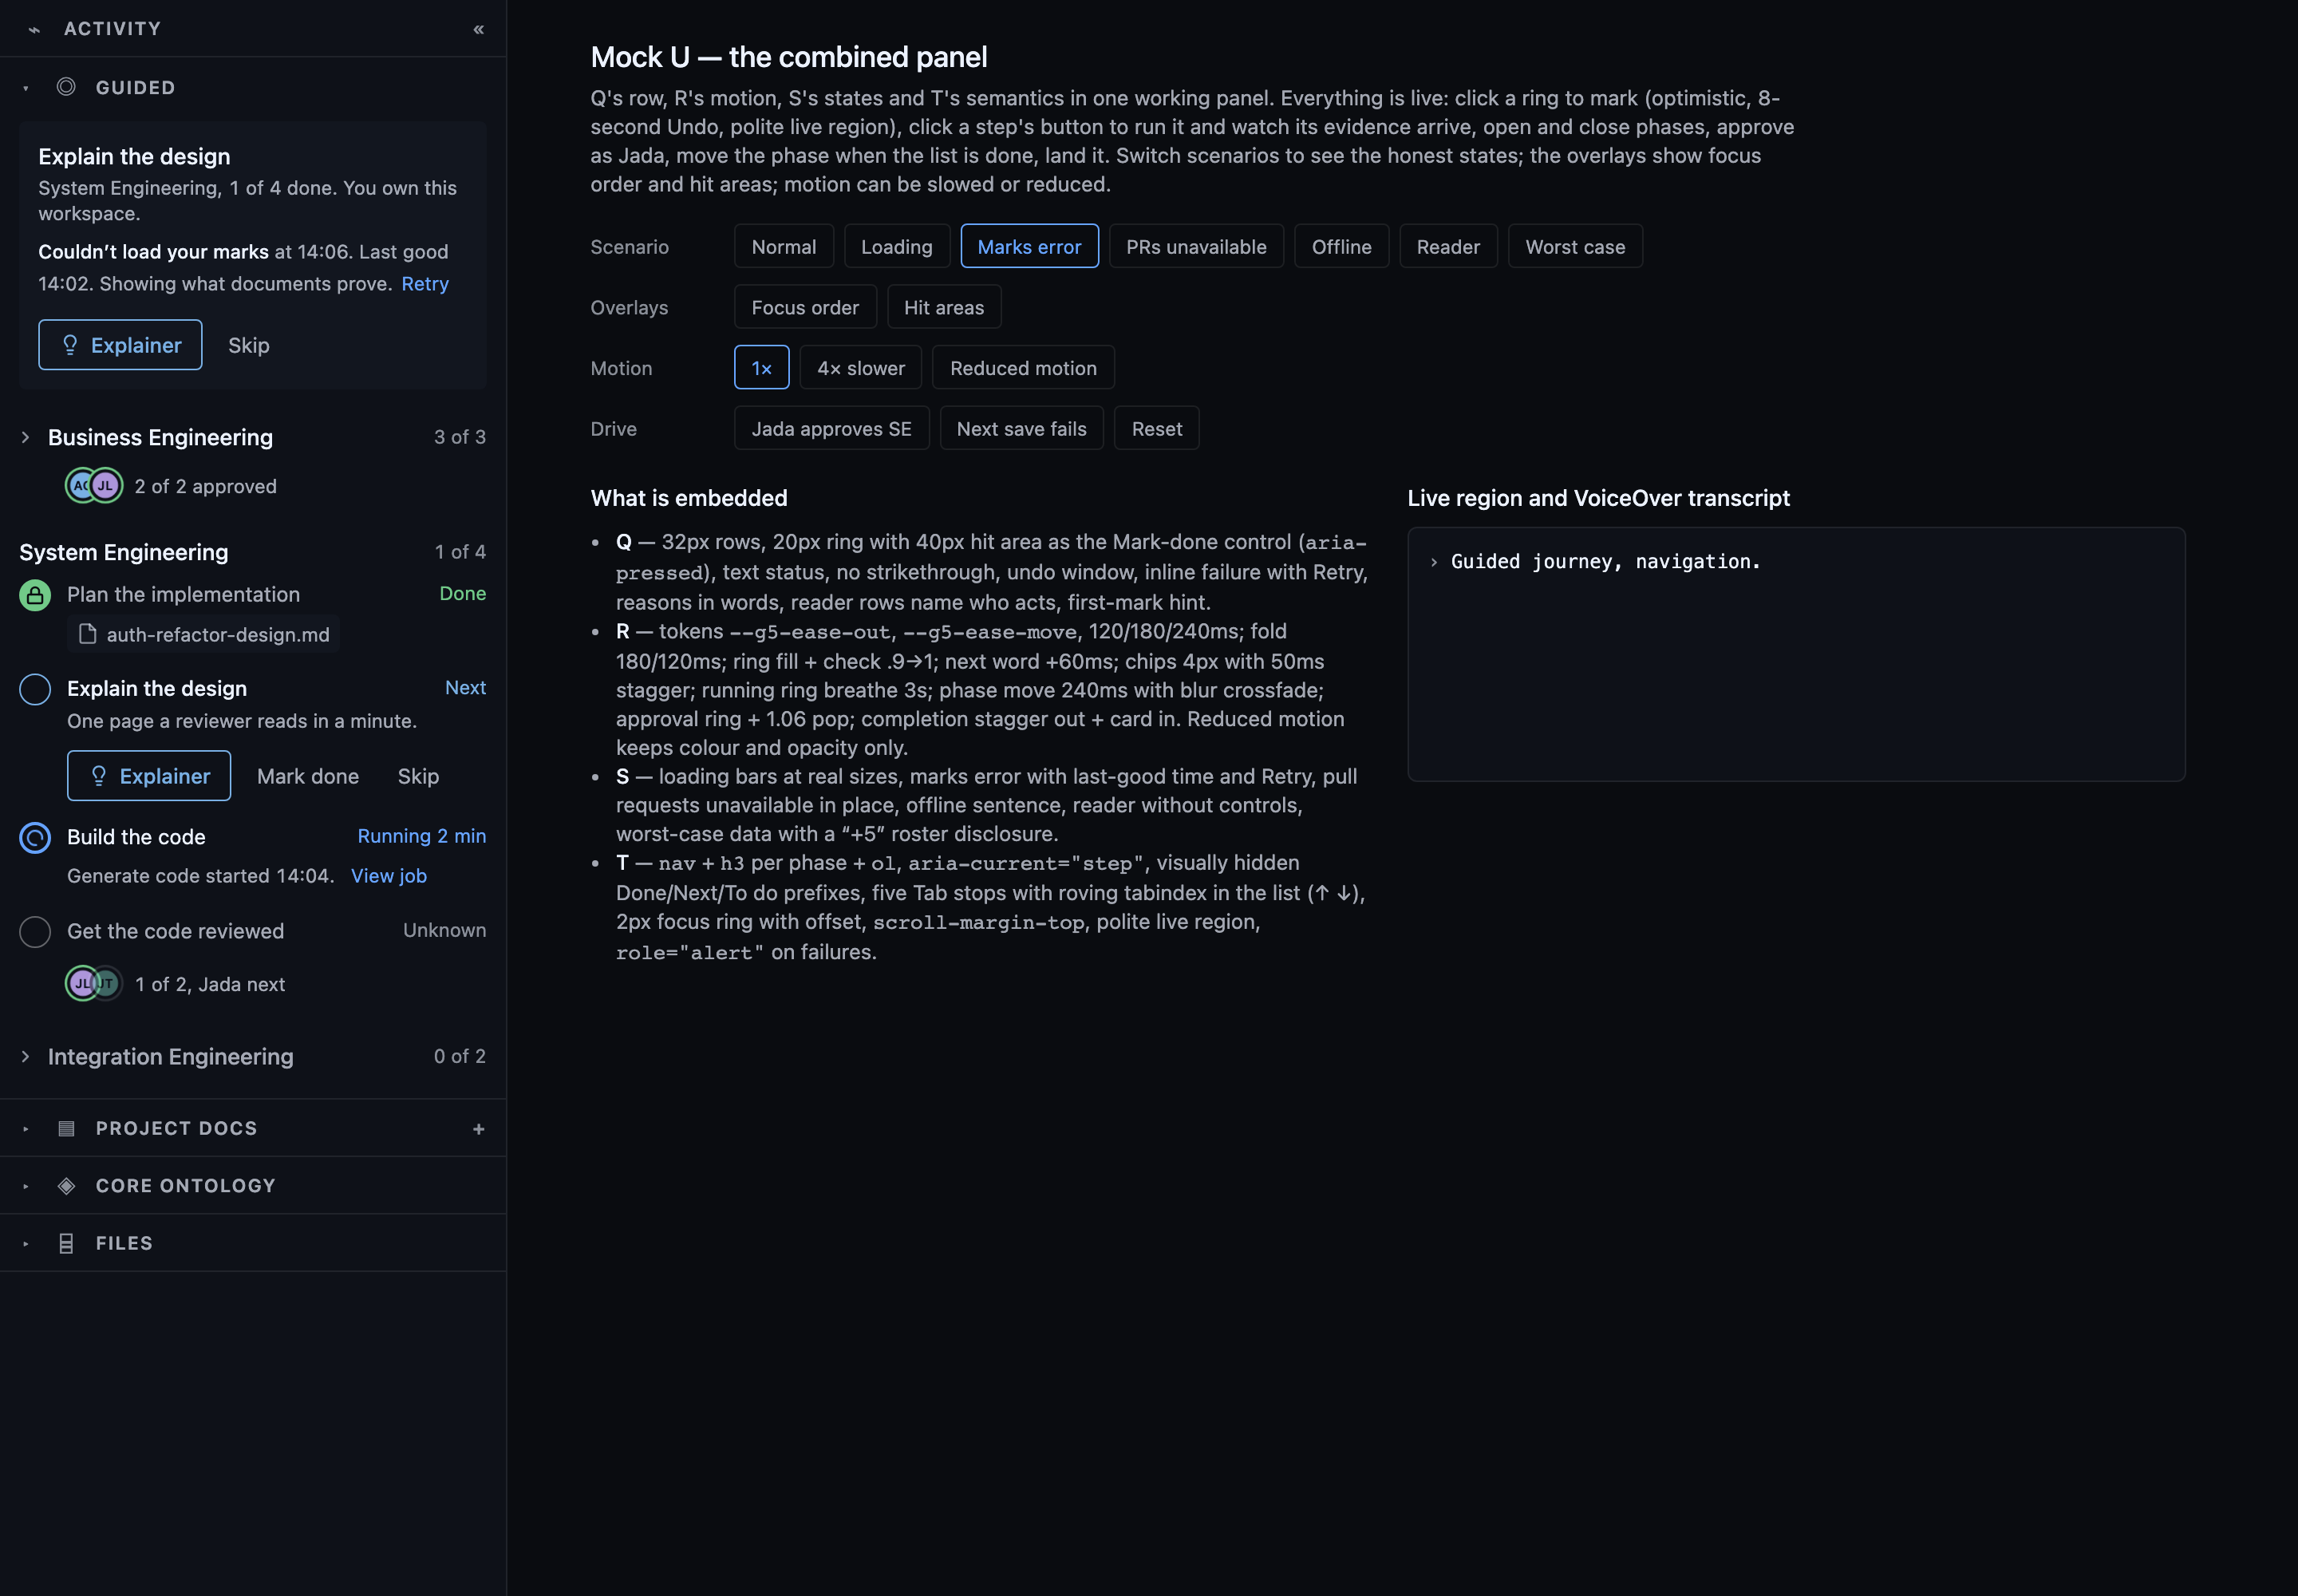 ACTIVITY «
GUIDED
Explain the design
System Engineering, 1 of 4 done. You own this
workspace.
Couldn’t load your marks at 14:06. Last good
14:02. Showing what documents prove. Retry
Explainer Skip
Business Engineering 3 of 3
JL 2 of 2 approved
System Engineering 1 of 4
Plan the implementation Done
auth-refactor-design.md
Explain the design Next
One page a reviewer reads in a minute.
Explainer Mark done Skip
Build the code Running 2 min
Generate code started 14:04. View job
Get the code reviewed Unknown
1 of 2, Jada next
Integration Engineering 0 of 2
PROJECT DOCS +
CORE ONTOLOGY
FILES
Mock U — the combined panel
Q's row, R's motion, S's states and T's semantics in one working panel. Everything is live: click a ring to mark (optimistic, 8-
second Undo, polite live region), click a step's button to run it and watch its evidence arrive, open and close phases, approve
as Jada, move the phase when the list is done, land it. Switch scenarios to see the honest states; the overlays show focus
order and hit areas; motion can be slowed or reduced.
Scenario Normal Loading Marks error PRs unavailable Offline Reader Worst case
Overlays Focus order Hit areas
Motion 1× 4× slower Reduced motion
Drive Jada approves SE Next save fails Reset
What is embedded
• Q — 32px rows, 20px ring with 40px hit area as the Mark-done control (aria-
pressed), text status, no strikethrough, undo window, inline failure with Retry,
reasons in words, reader rows name who acts, first-mark hint.
• R — tokens --g5-ease-out, --g5-ease-move, 120/180/240ms; fold
180/120ms; ring fill + check .9→1; next word +60ms; chips 4px with 50ms
stagger; running ring breathe 3s; phase move 240ms with blur crossfade;
approval ring + 1.06 pop; completion stagger out + card in. Reduced motion
keeps colour and opacity only.
• S — loading bars at real sizes, marks error with last-good time and Retry, pull
requests unavailable in place, offline sentence, reader without controls,
worst-case data with a “+5” roster disclosure.
• T — nav + h3 per phase + ol, aria-current="step", visually hidden
Done/Next/To do prefixes, five Tab stops with roving tabindex in the list (↑ ↓),
2px focus ring with offset, scroll-margin-top, polite live region,
role="alert" on failures.
Live region and VoiceOver transcript
› Guided journey, navigation.